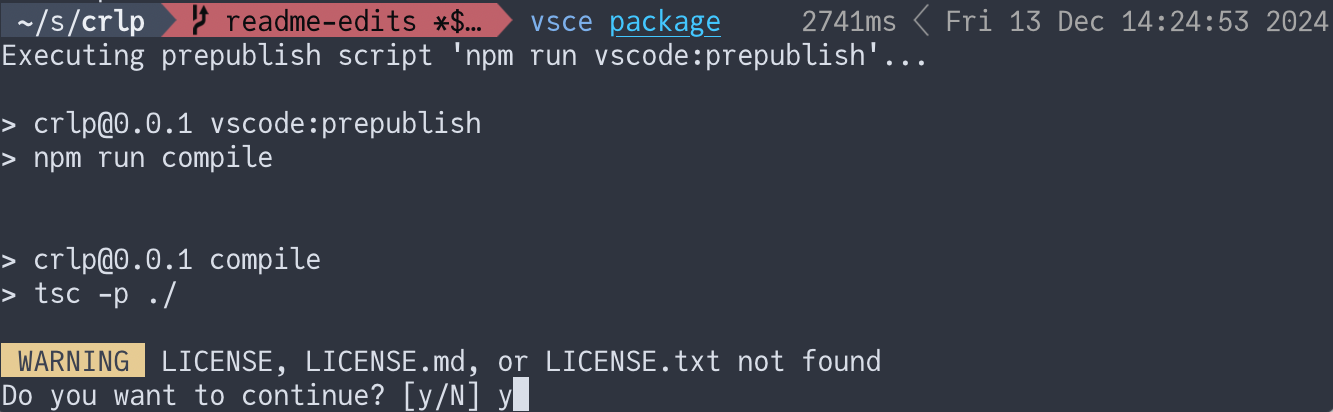 ~/s/crlp readme-edits *$… vsce package 2741ms Fri 13 Dec 14:24:53 2024
Executing prepublish script 'npm run vscode:prepublish'...
> crlp@0.0.1 vscode:prepublish
> npm run compile
> crlp@0.0.1 compile
> tsc -p ./
WARNING LICENSE, LICENSE.md, or LICENSE.txt not found
Do you want to continue? [y/N] y